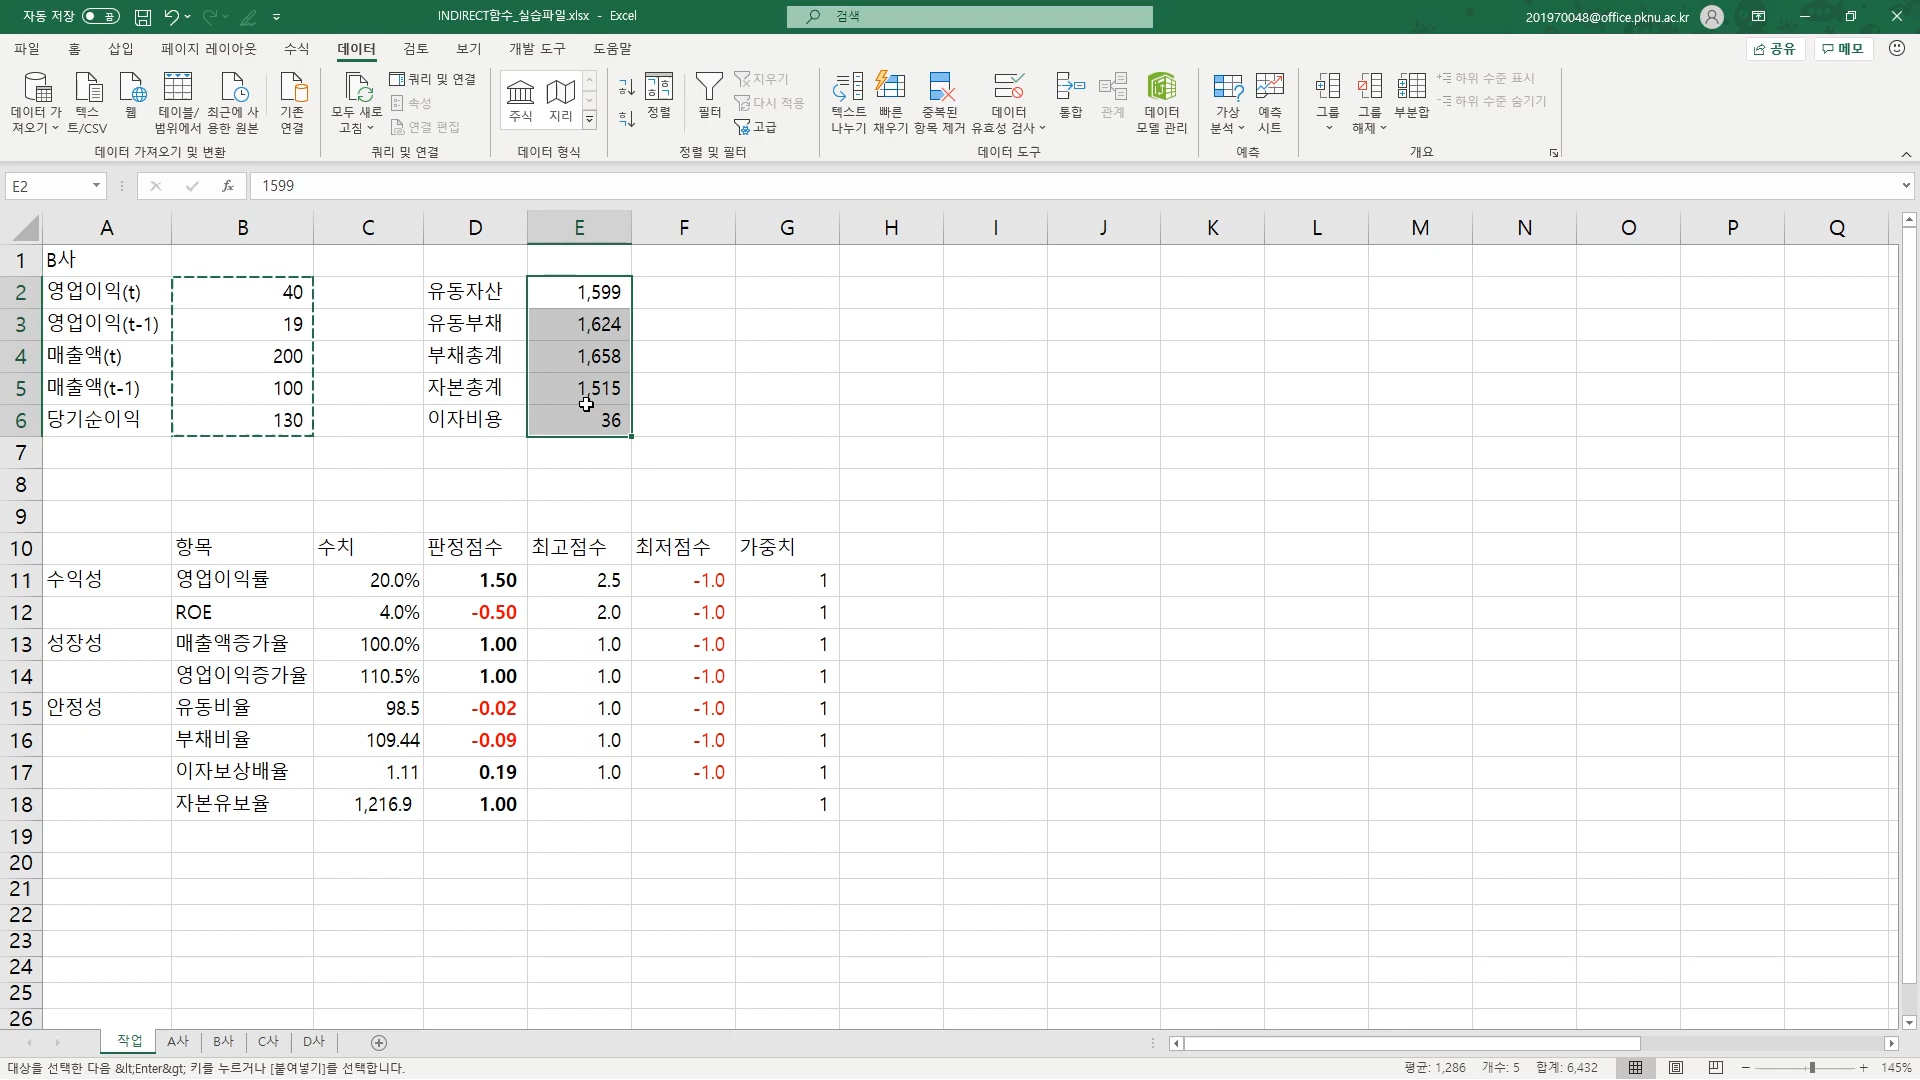 자동 저장 끔
INDIRECT함수_실습파일.xlsx - Excel
검색
201970048@office.pknu.ac.kr
파일 홈 삽입 페이지 레이아웃 수식 데이터 검토 보기 개발 도구 도움말
공유 메모
데이터 가져오기
텍스트/CSV
웹
테이블/범위에서
최근에 사용한 원본
기존 연결
데이터 가져오기 및 변환
모두 새로 고침
쿼리 및 연결
속성
연결 편집
쿼리 및 연결
주식 지리
데이터 형식
정렬
필터
지우기
다시 적용
고급
정렬 및 필터
텍스트 나누기
빠른 채우기
중복된 항목 제거
데이터 유효성 검사
통합
관계
데이터 모델 관리
데이터 도구
가상 분석
예측 시트
예측
그룹
그룹 해제
부분합
하위 수준 표시
하위 수준 숨기기
개요
E2 fx 1599
A B C D E F G H I J K L M N O P Q
1 B사
2 영업이익(t) 40 유동자산 1,599
3 영업이익(t-1) 19 유동부채 1,624
4 매출액(t) 200 부채총계 1,658
5 매출액(t-1) 100 자본총계 1,515
6 당기순이익 130 이자비용 36
7
8
9
10 항목 수치 판정점수 최고점수 최저점수 가중치
11 수익성 영업이익률 20.0% 1.50 2.5 -1.0 1
12 ROE 4.0% -0.50 2.0 -1.0 1
13 성장성 매출액증가율 100.0% 1.00 1.0 -1.0 1
14 영업이익증가율 110.5% 1.00 1.0 -1.0 1
15 안정성 유동비율 98.5 -0.02 1.0 -1.0 1
16 부채비율 109.44 -0.09 1.0 -1.0 1
17 이자보상배율 1.11 0.19 1.0 -1.0 1
18 자본유보율 1,216.9 1.00 1
19
20
21
22
23
24
25
26
작업 A사 B사 C사 D사
대상을 선택한 다음 &lt;Enter&gt; 키를 누르거나 [붙여넣기]를 선택합니다.
평균: 1,286 개수: 5 합계: 6,432
145%